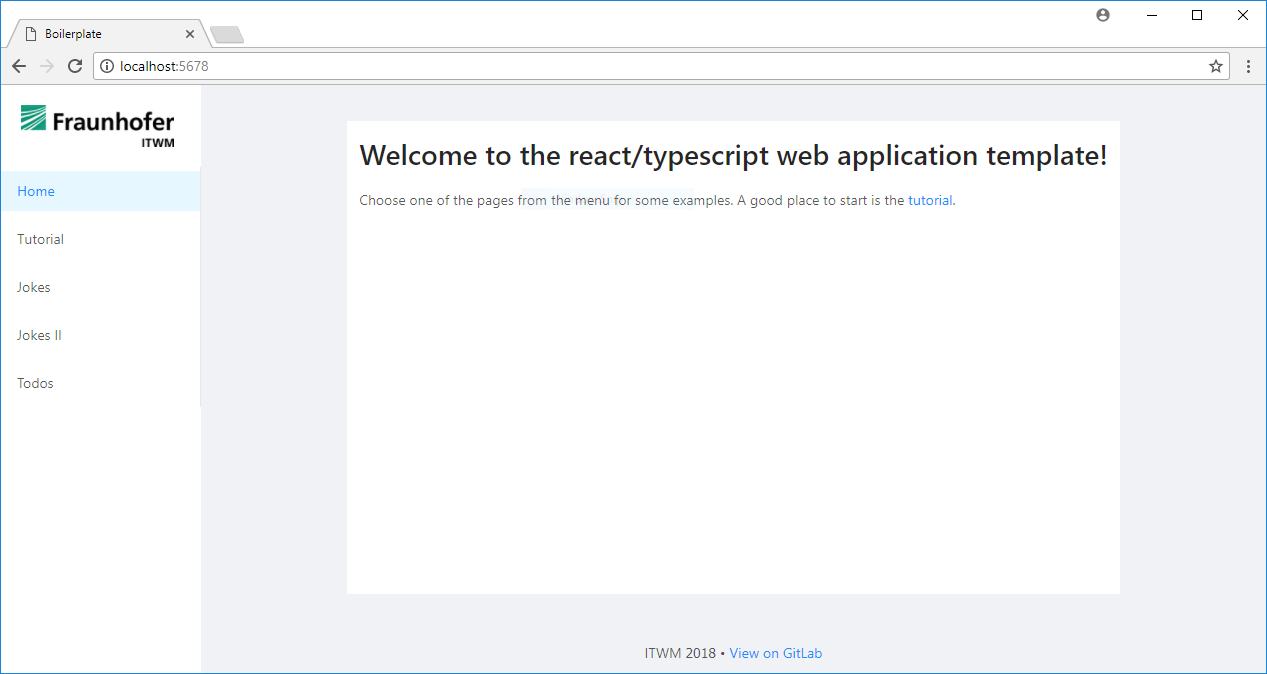 Boilerplate
localhost:5678
Fraunhofer
ITWM
Home
Tutorial
Jokes
Jokes II
Todos
Welcome to the react/typescript web application template!
Choose one of the pages from the menu for some examples. A good place to start is the tutorial.
ITWM 2018 • View on GitLab